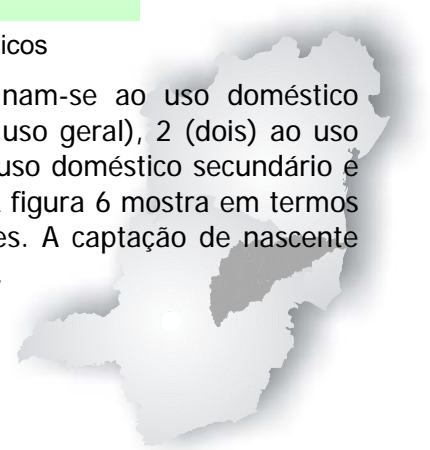 icos
nam-se ao uso doméstico
uso geral), 2 (dois) ao uso
uso doméstico secundário e
figura 6 mostra em termos
es. A captação de nascente